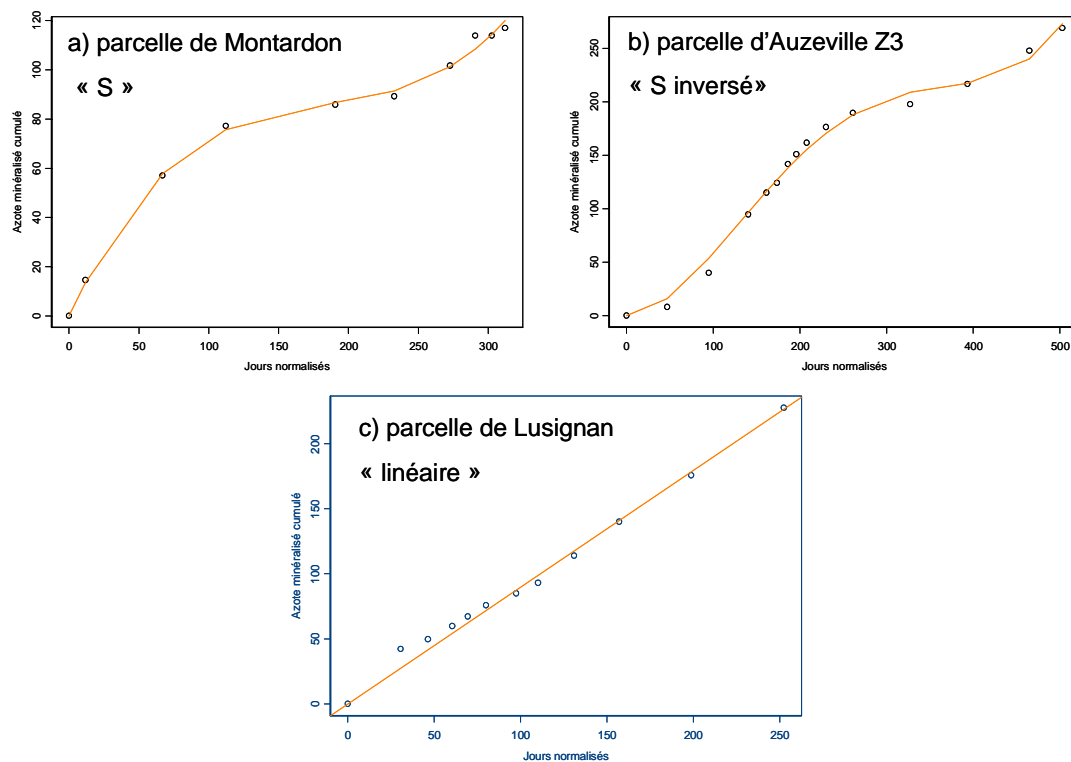 a) parcelle de Montardon
« S »
Azote minéralisé cumulé
0
20
40
60
80
100
120
0 50 100 150 200 250 300
Jours normalisés
b) parcelle d'Auzeville Z3
« S inversé»
Azote minéralisé cumulé
0
50
100
150
200
250
0 100 200 300 400 500
Jours normalisés
c) parcelle de Lusignan
« linéaire »
Azote minéralisé cumulé
0
50
100
150
200
0 50 100 150 200 250
Jours normalisés